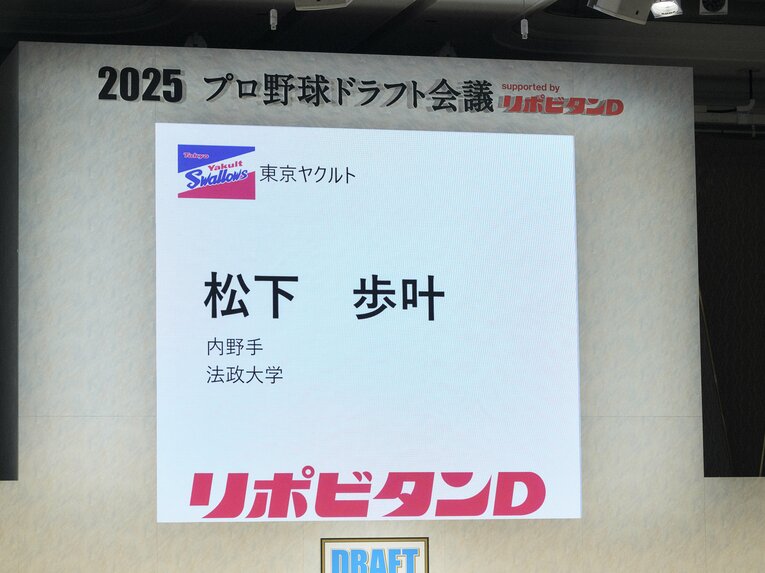 2025 プロ野球ドラフト会議 supported by リポビタンD
Tokyo
Yakult
Swallows
東京ヤクルト
松下 歩叶
内野手
法政大学
リポビタンD
DRAFT